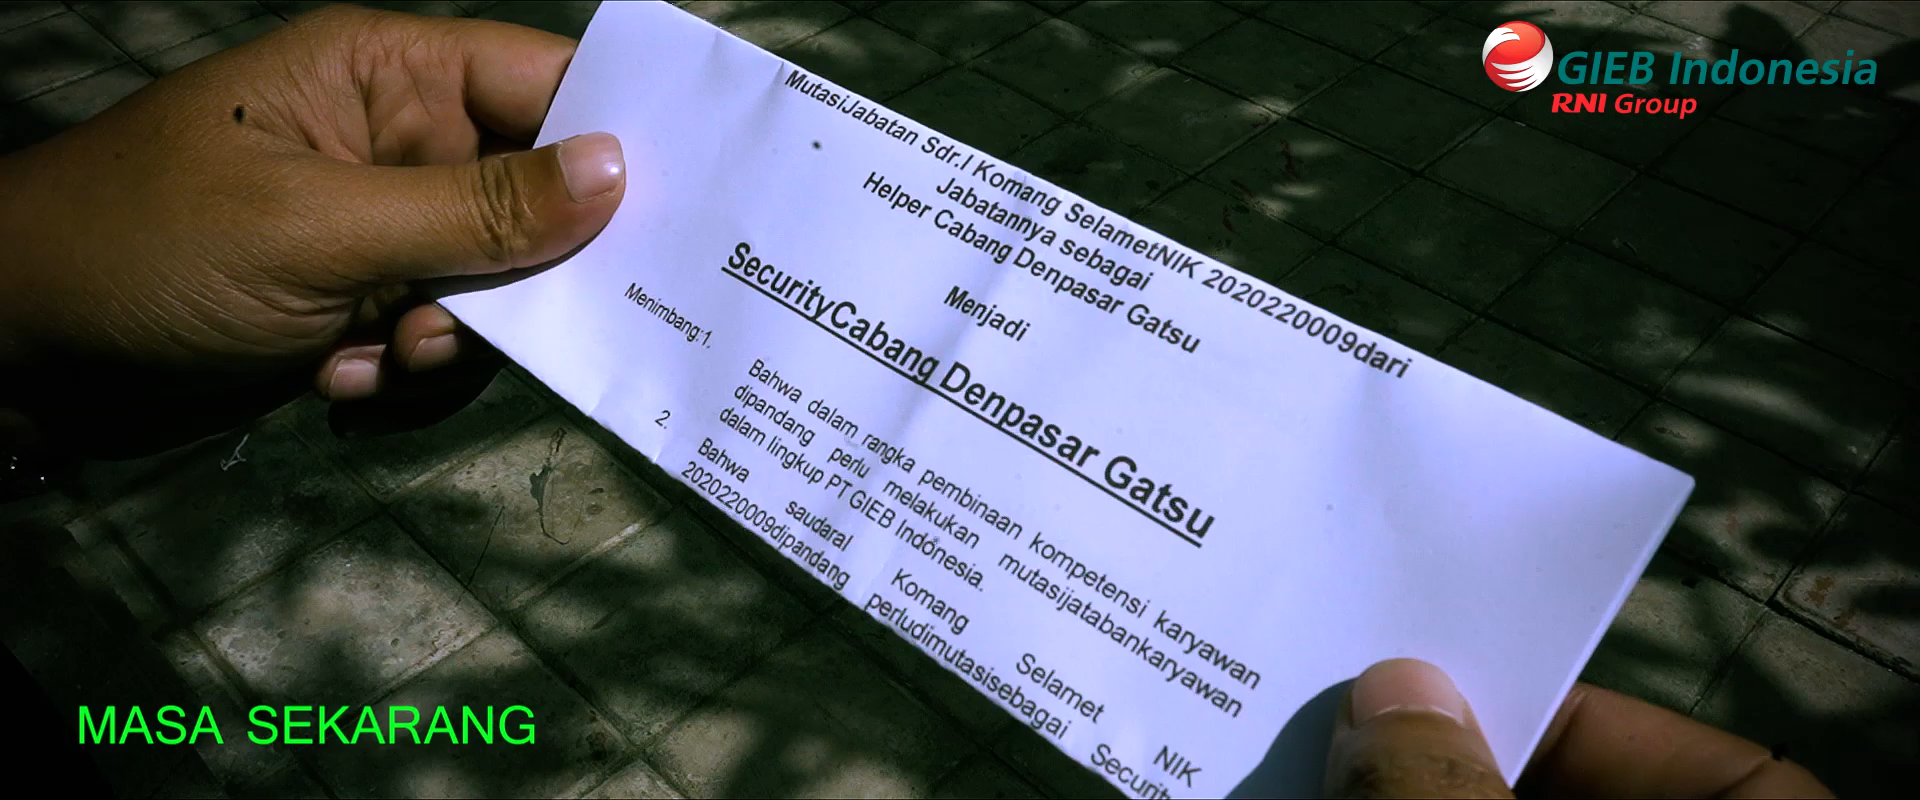 GIEB Indonesia
RNI Group
MutasiJabatan Sdr.I Komang SelametNIK 2020220009dari
Jabatannya sebagai
Helper Cabang Denpasar Gatsu
Menjadi
SecurityCabang Denpasar Gatsu
Menimbang:1. Bahwa dalam rangka pembinaan kompetensi karyawan
dipandang perlu melakukan mutasijatabankaryawan
dalam lingkup PT GIEB Indonesia.
2. Bahwa saudaraI Komang Selamet NIK
2020220009dipandang perludimutasisebagai Security
MASA SEKARANG